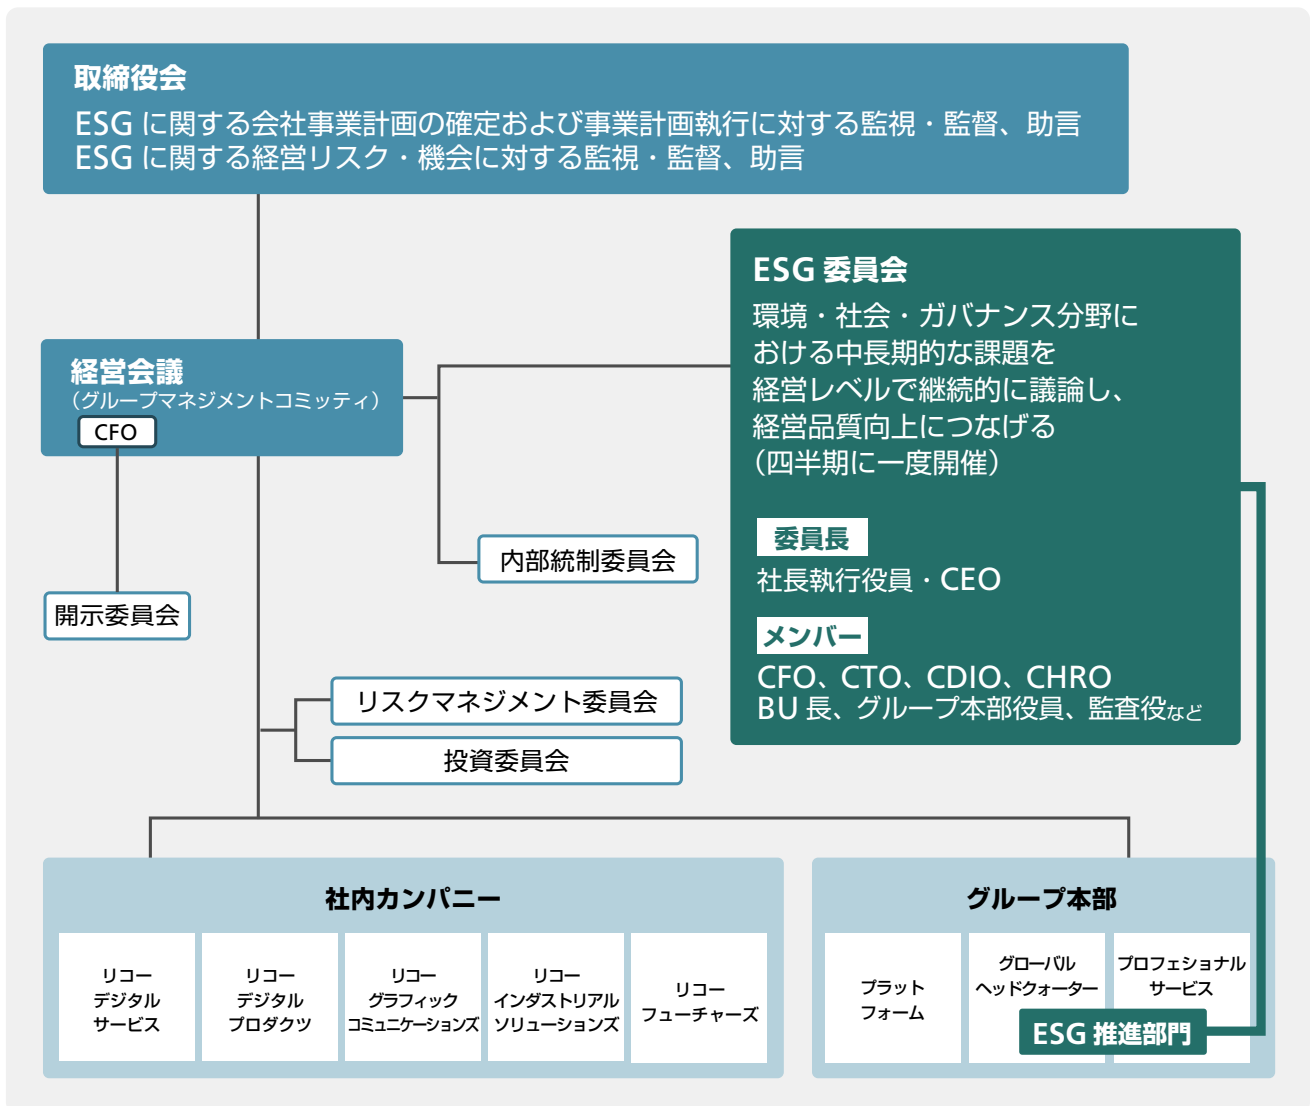 取締役会
ESG に関する会社事業計画の確定および事業計画執行に対する監視・監督、助言
ESG に関する経営リスク・機会に対する監視・監督、助言
ESG 委員会
環境・社会・ガバナンス分野に
おける中長期的な課題を
経営レベルで継続的に議論し、
経営品質向上につなげる
（四半期に一度開催）
委員長
社長執行役員・CEO
メンバー
CFO、CTO、CDIO、CHRO
BU 長、グループ本部役員、監査役など
経営会議
（グループマネジメントコミッティ）
CFO
内部統制委員会
開示委員会
リスクマネジメント委員会
投資委員会
社内カンパニー
リコー
デジタル
サービス
リコー
デジタル
プロダクツ
リコー
グラフィック
コミュニケーションズ
リコー
インダストリアル
ソリューションズ
リコー
フューチャーズ
グループ本部
プラット
フォーム
グローバル
ヘッドクォーター
プロフェショナル
サービス
ESG 推進部門